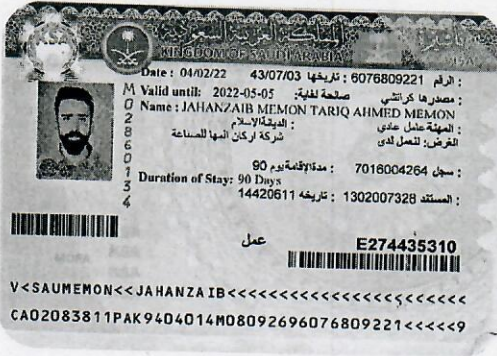 المملكة العربية السعودية
KINGDOM OF SAUDI ARABIA
Date : 04/02/22 43/07/03 : تاريخها 6076809221 : الرقم :
Valid until: 2022-05-05 صالحة لغاية: مصدرها كراتشي :
Name : JAHANZAIB MEMON TARIQ AHMED MEMON
المهنة عامل عادي : الديانة الاسلام
الغرض: للعمل لدى شركة اركان المها للصناعة
سجل 7016004264 : مدة الإقامة يوم 90
Duration of Stay: 90 Days
المستند 1302007328 : تاريخه 14420611
MO2860134
عمل
E274435310
V<SAUMEMON<<JAHANZAIB<<<<<<<<<<<<<<<<<<<<<<<
CA02083811PAK9404014M08092696076809221<<<<<9